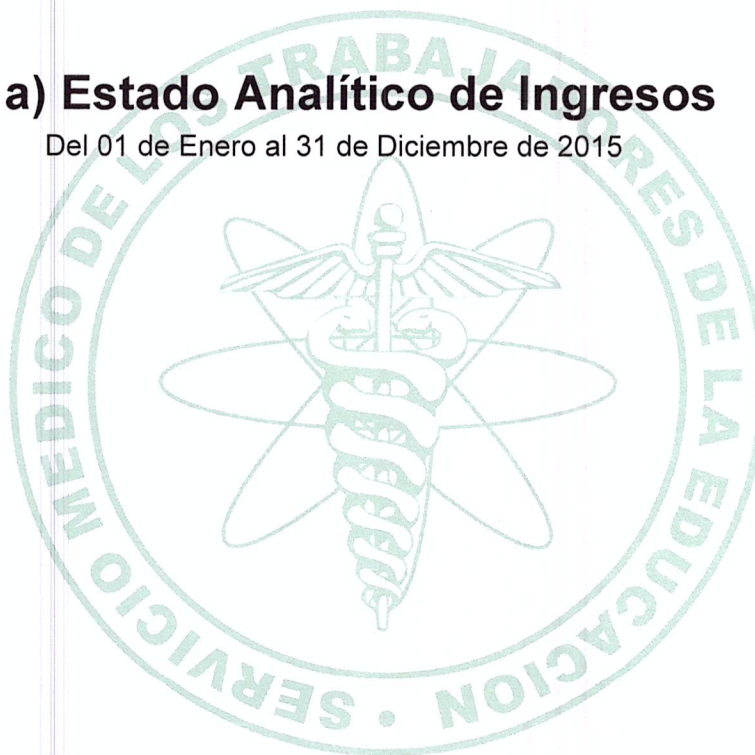 a) Estado Analítico de Ingresos
Del 01 de Enero al 31 de Diciembre de 2015
SERVICIO MEDICO DE LOS TRABAJADORES DE LA EDUCACION •